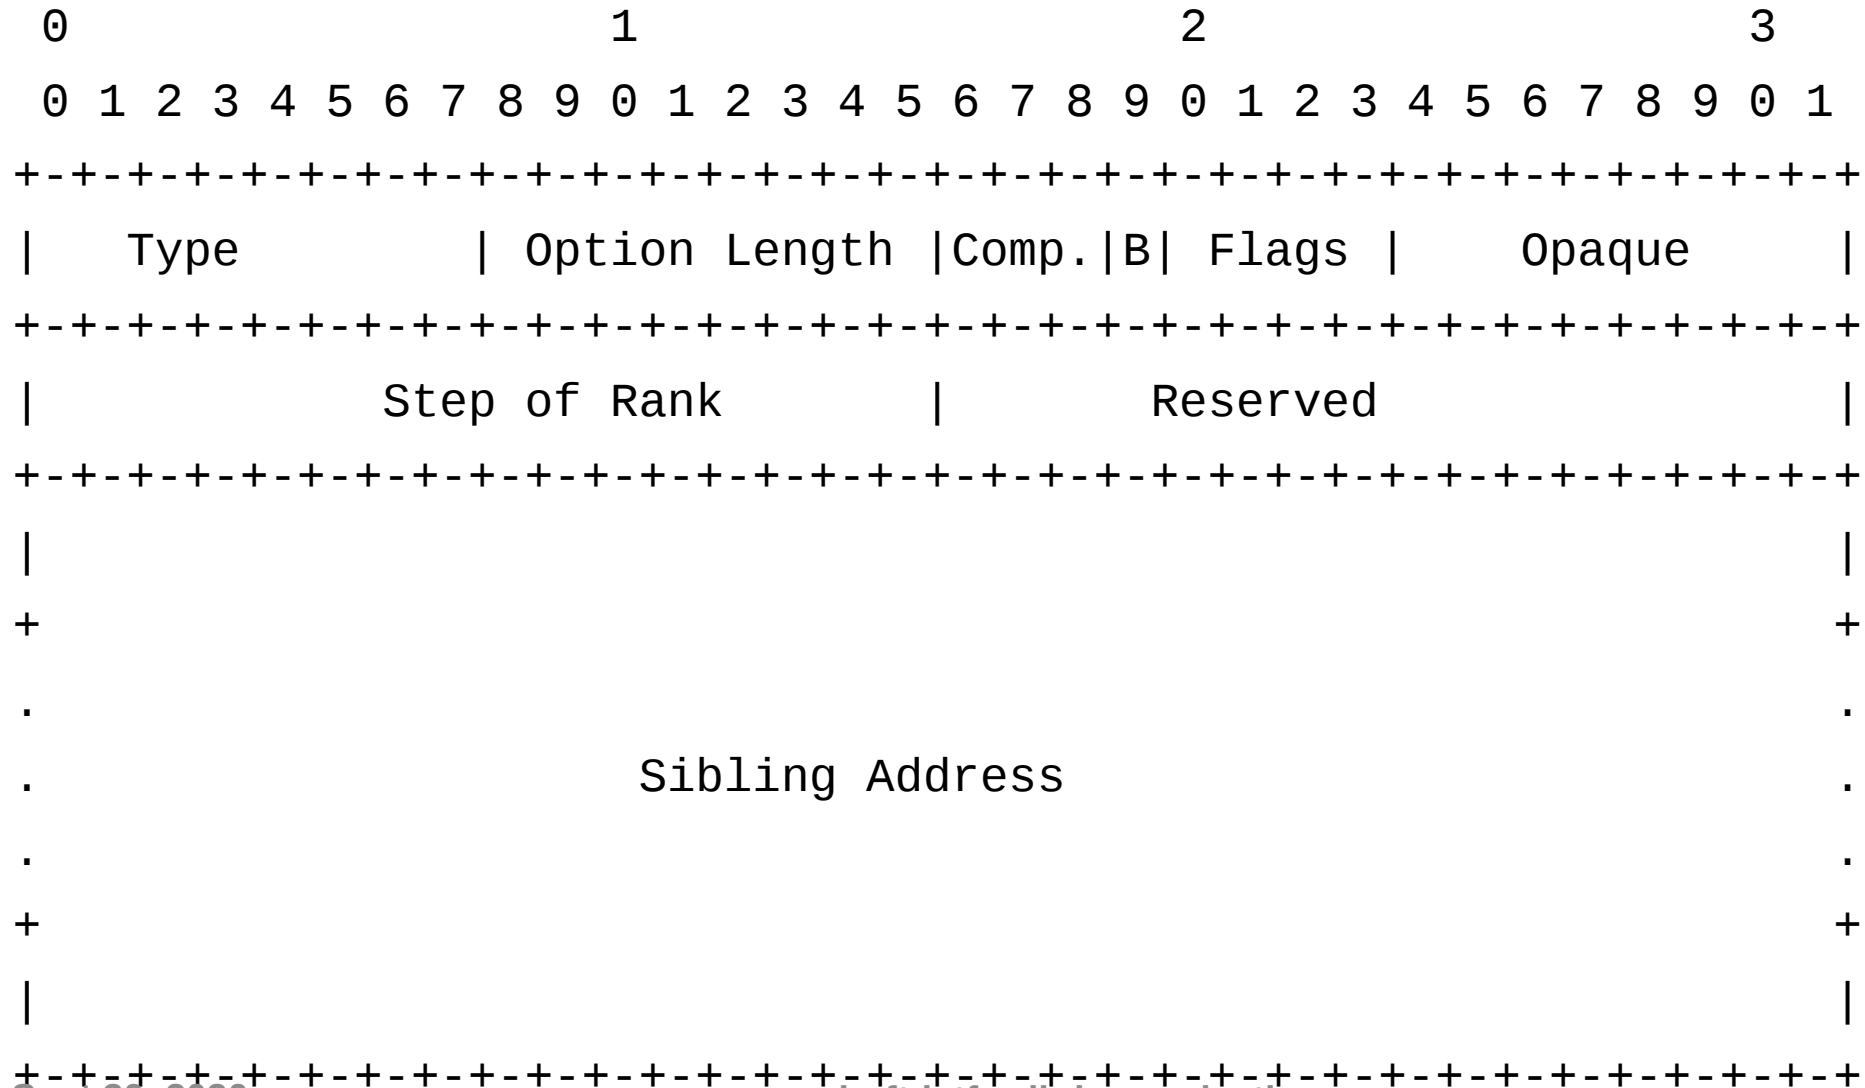 0                   1                   2                   3
 0 1 2 3 4 5 6 7 8 9 0 1 2 3 4 5 6 7 8 9 0 1 2 3 4 5 6 7 8 9 0 1
+-+-+-+-+-+-+-+-+-+-+-+-+-+-+-+-+-+-+-+-+-+-+-+-+-+-+-+-+-+-+-+-+
|   Type        | Option Length |Comp.|B| Flags |    Opaque     |
+-+-+-+-+-+-+-+-+-+-+-+-+-+-+-+-+-+-+-+-+-+-+-+-+-+-+-+-+-+-+-+-+
|            Step of Rank       |       Reserved                |
+-+-+-+-+-+-+-+-+-+-+-+-+-+-+-+-+-+-+-+-+-+-+-+-+-+-+-+-+-+-+-+-+
|                                                               |
+                                                               +
.                                                               .
.                     Sibling Address                           .
.                                                               .
+                                                               +
|                                                               |
+-+-+-+-+-+-+-+-+-+-+-+-+-+-+-+-+-+-+-+-+-+-+-+-+-+-+-+-+-+-+-+-+